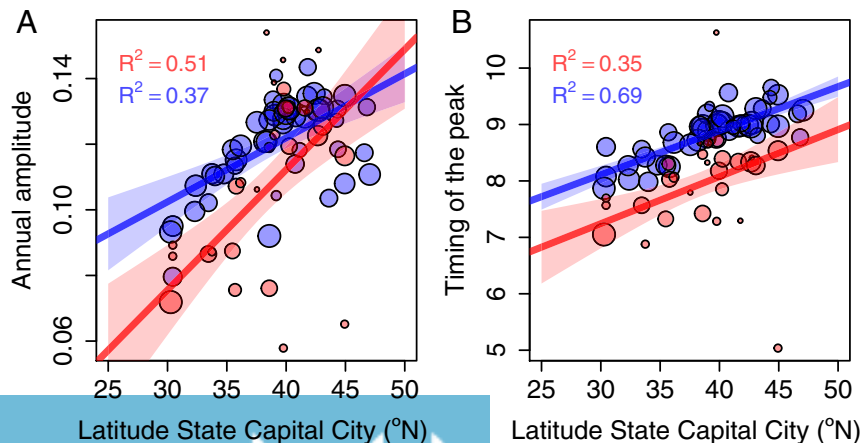 A
R² = 0.51
R² = 0.37
Annual amplitude
0.14
0.10
0.06
25 30 35 40 45 50
Latitude State Capital City (°N)
B
R² = 0.35
R² = 0.69
Timing of the peak
10
9
8
7
6
5
25 30 35 40 45 50
Latitude State Capital City (°N)